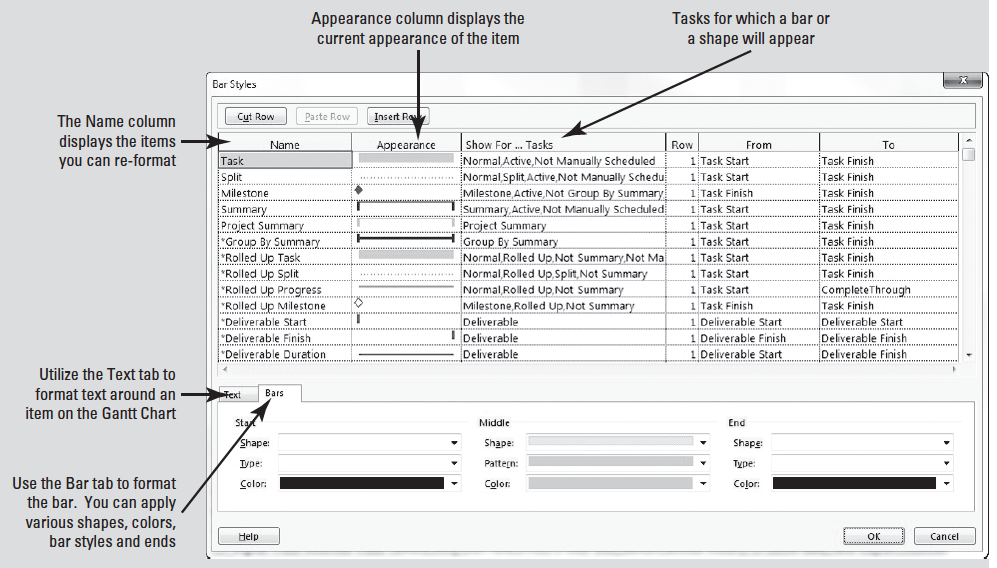 Appearance column displays the
current appearance of the item
Tasks for which a bar or
a shape will appear
The Name column
displays the items
you can re-format
Bar Styles
x
Cut Row Paste Row Insert Row
Name Appearance Show For ... Tasks Row From To
Task Normal,Active,Not Manually Scheduled 1 Task Start Task Finish
Split Normal,Split,Active,Not Manually Schedu 1 Task Start Task Finish
Milestone Milestone,Active,Not Group By Summary, 1 Task Finish Task Finish
Summary Summary,Active,Not Manually Scheduled 1 Task Start Task Finish
Project Summary Project Summary 1 Task Start Task Finish
*Group By Summary Group By Summary 1 Task Start Task Finish
*Rolled Up Task Normal,Rolled Up,Not Summary,Not Ma 1 Task Start Task Finish
*Rolled Up Split Normal,Rolled Up,Split,Not Summary 1 Task Start Task Finish
*Rolled Up Progress Normal,Rolled Up,Not Summary 1 Task Start CompleteThrough
*Rolled Up Milestone Milestone,Rolled Up,Not Summary 1 Task Finish Task Finish
*Deliverable Start Deliverable 1 Deliverable Start Deliverable Start
*Deliverable Finish Deliverable 1 Deliverable Finish Deliverable Finish
*Deliverable Duration Deliverable 1 Deliverable Start Deliverable Finish
Utilize the Text tab to
format text around an
item on the Gantt Chart
Text Bars
Start Middle End
Shape: Shape: Shape:
Type: Pattern: Type:
Color: Color: Color:
Use the Bar tab to format
the bar. You can apply
various shapes, colors,
bar styles and ends
Help OK Cancel